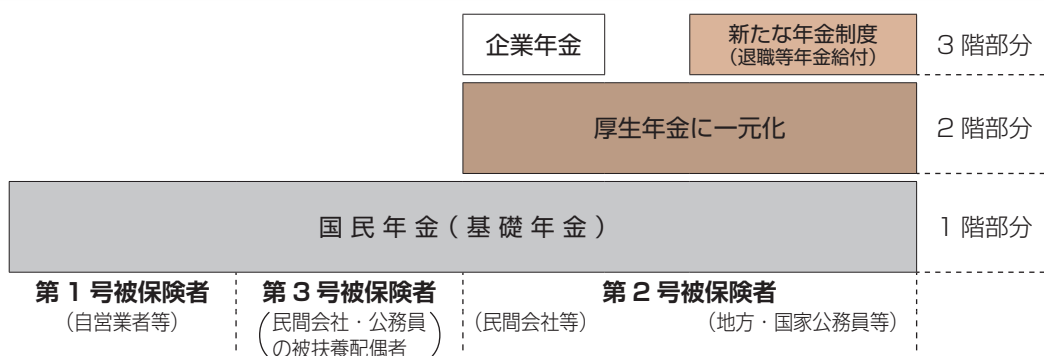 企業年金
新たな年金制度
（退職等年金給付）
3階部分
厚生年金に一元化
2階部分
国民年金（基礎年金）
1階部分
第1号被保険者
（自営業者等）
第3号被保険者
（民間会社・公務員
の被扶養配偶者）
第2号被保険者
（民間会社等）
（地方・国家公務員等）